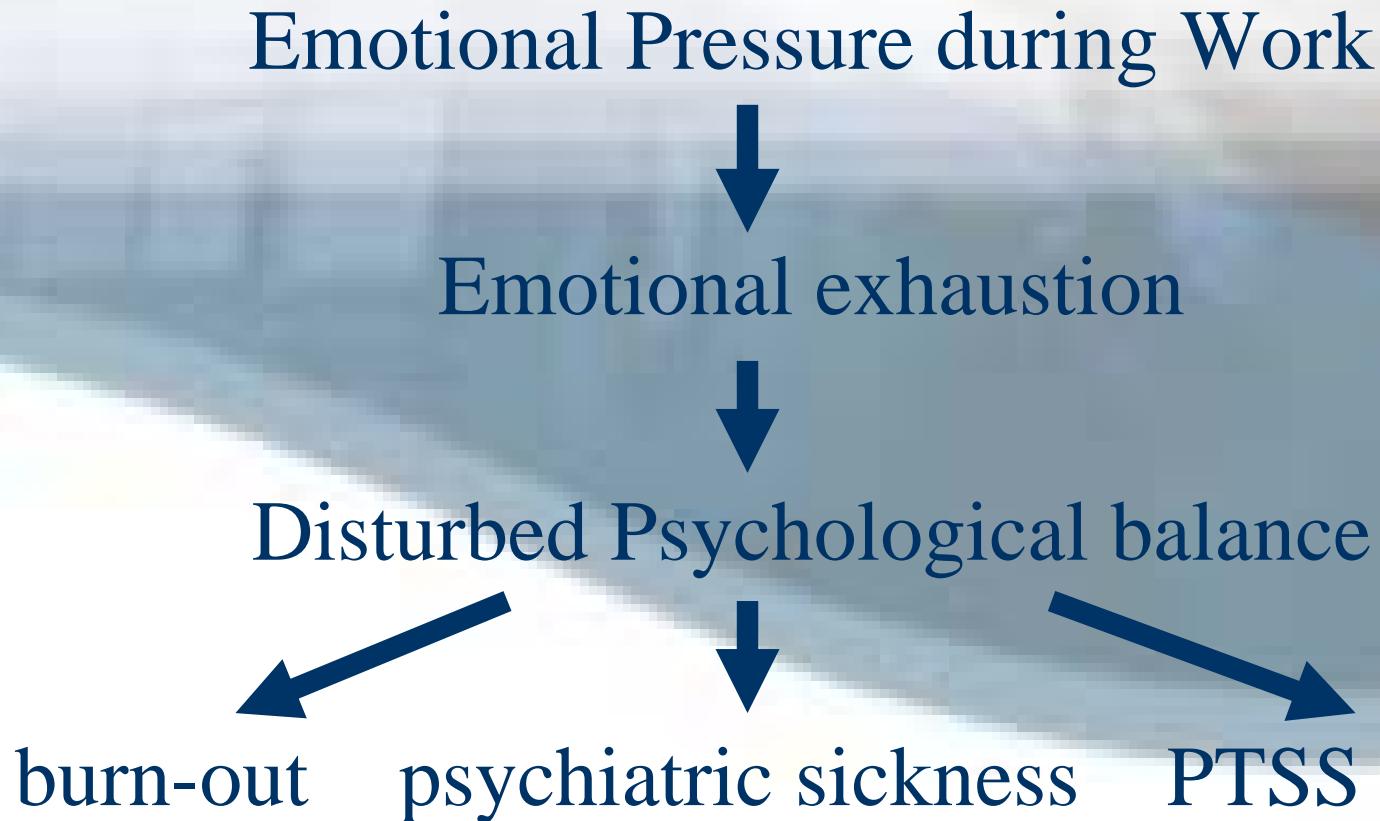 Emotional Pressure during Work
Emotional exhaustion
Disturbed Psychological balance
burn-out psychiatric sickness PTSS